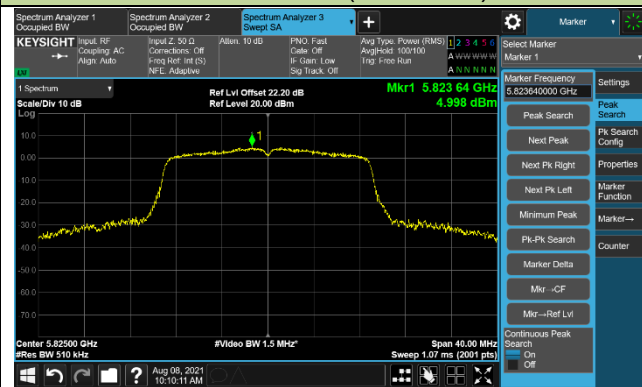 Spectrum Analyzer 1
Occupied BW
Spectrum Analyzer 2
Occupied BW
Spectrum Analyzer 3
Swept SA
+
Marker
KEYSIGHT
Input: RF
Coupling: AC
Align: Auto
Input Z: 50 Ω
Corrections: Off
Freq Ref: Int (S)
NFE: Adaptive
Atten: 10 dB
PNO: Fast
Gate: Off
IF Gain: Low
Sig Track: Off
Avg Type: Power (RMS)
Avg|Hold: 100/100
Trig: Free Run
1 2 3 4 5 6
A W W W W W
A N N N N N
LXI
Select Marker
Marker 1
1 Spectrum
Scale/Div 10 dB
Log
Ref Lvl Offset 22.20 dB
Ref Level 20.00 dBm
Mkr1 5.823 64 GHz
4.998 dBm
1
10.0
0.00
10.0
20.0
30.0
40.0
-50.0
-60.0
70.0
Center 5.82500 GHz
#Res BW 510 kHz
#Video BW 1.5 MHz*
Span 40.00 MHz
Sweep 1.07 ms (2001 pts)
Marker Frequency
5.823640000 GHz
Peak Search
Next Peak
Next Pk Right
Next Pk Left
Minimum Peak
Pk-Pk Search
Marker Delta
Mkr→CF
Mkr→Ref Lvl
Continuous Peak
Search
On
Off
Settings
Peak
Search
Pk Search
Config
Properties
Marker
Function
Marker→
Counter
?
Aug 08, 2021
10:10:11 AM